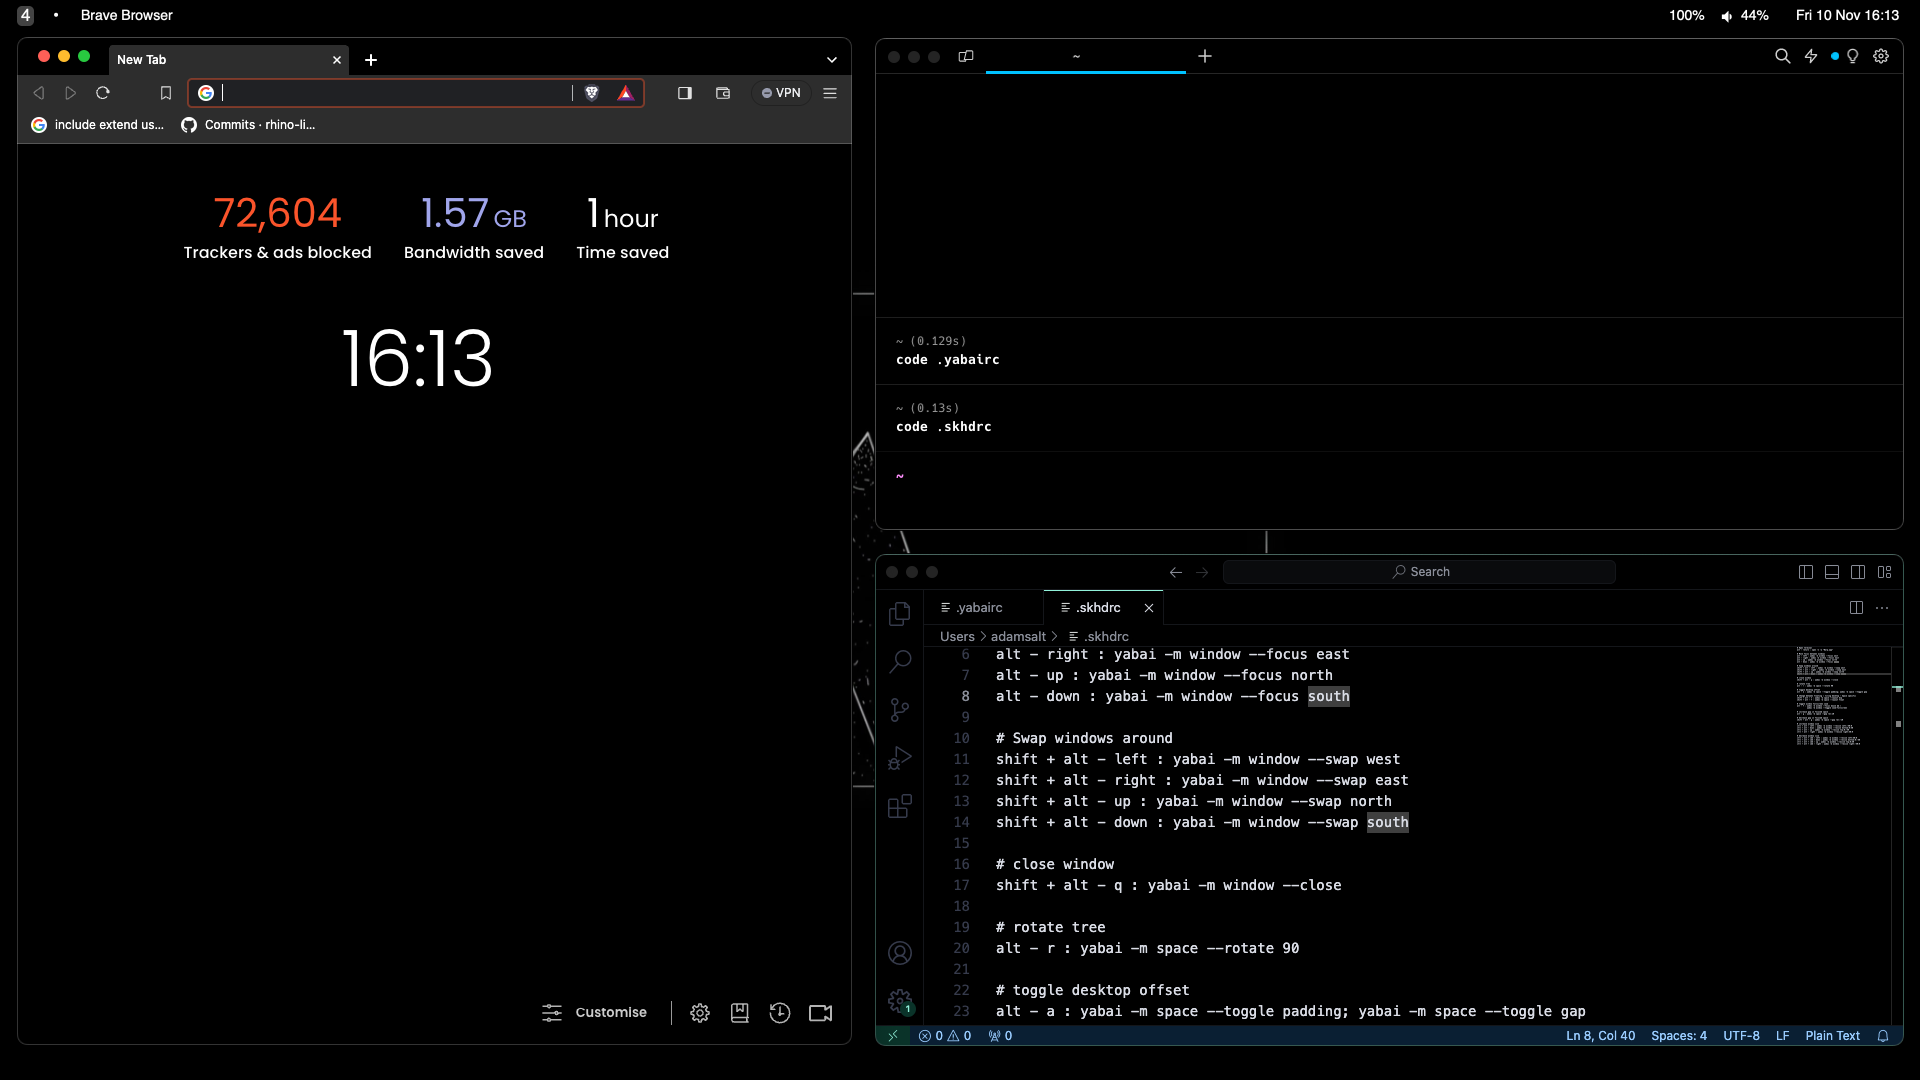 4 • Brave Browser
100% 44% Fri 10 Nov 16:13
New Tab
VPN
include extend us... Commits · rhino-li...
72,604 1.57 GB 1 hour
Trackers & ads blocked Bandwidth saved Time saved
16:13
Customise
~
~ (0.129s)
code .yabairc
~ (0.13s)
code .skhdrc
~
Search
.yabairc .skhdrc
Users > adamsalt > .skhdrc
6 alt - right : yabai -m window --focus east
7 alt - up : yabai -m window --focus north
8 alt - down : yabai -m window --focus south
9
10 # Swap windows around
11 shift + alt - left : yabai -m window --swap west
12 shift + alt - right : yabai -m window --swap east
13 shift + alt - up : yabai -m window --swap north
14 shift + alt - down : yabai -m window --swap south
15
16 # close window
17 shift + alt - q : yabai -m window --close
18
19 # rotate tree
20 alt - r : yabai -m space --rotate 90
21
22 # toggle desktop offset
23 alt - a : yabai -m space --toggle padding; yabai -m space --toggle gap
1
0 0 0 Ln 8, Col 40 Spaces: 4 UTF-8 LF Plain Text